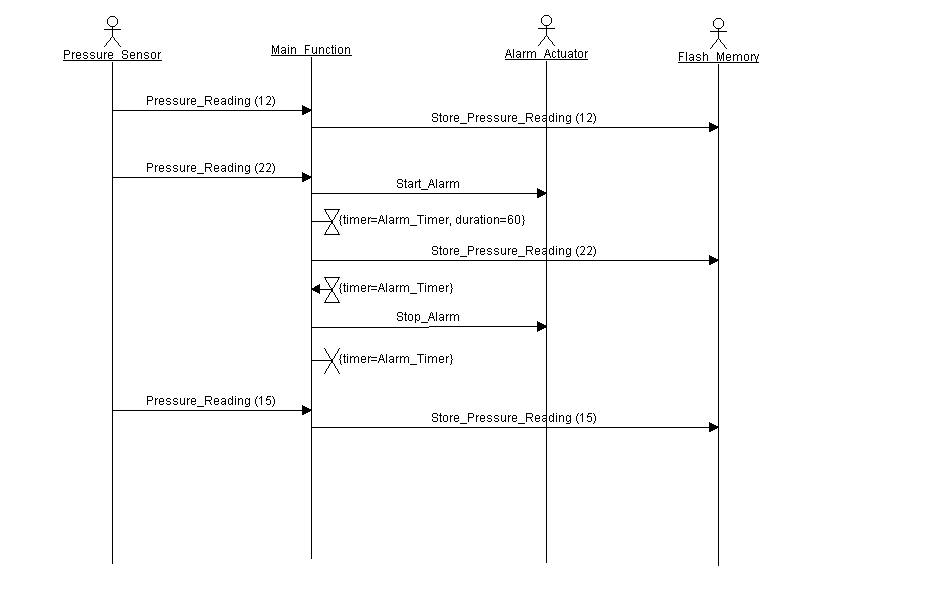 Pressure_Sensor
Main_Function
Alarm_Actuator
Flash_Memory
Pressure_Reading (12)
Store_Pressure_Reading (12)
Pressure_Reading (22)
Start_Alarm
{timer=Alarm_Timer, duration=60}
Store_Pressure_Reading (22)
{timer=Alarm_Timer}
Stop_Alarm
{timer=Alarm_Timer}
Pressure_Reading (15)
Store_Pressure_Reading (15)